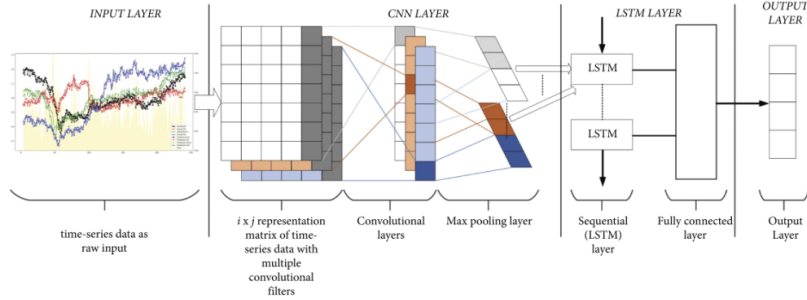 INPUT LAYER
CNN LAYER
LSTM LAYER
OUTPUT
LAYER
LSTM
LSTM
time-series data as
raw input
i x j representation
matrix of time-
series data with
multiple
convolutional
filters
Convolutional
layers
Max pooling layer
Sequential
(LSTM)
layer
Fully connected
layer
Output
Layer